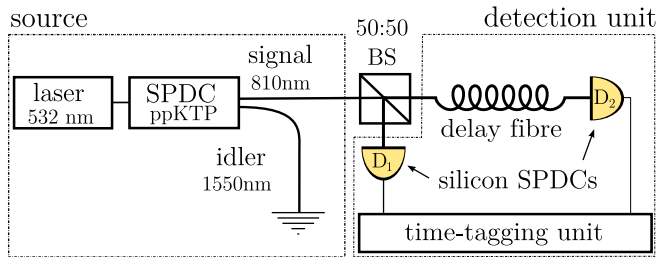 source
detection unit
50:50
BS
signal
810nm
laser
532 nm
SPDC
ppKTP
D2
delay fibre
idler
1550nm
D1
silicon SPDCs
time-tagging unit